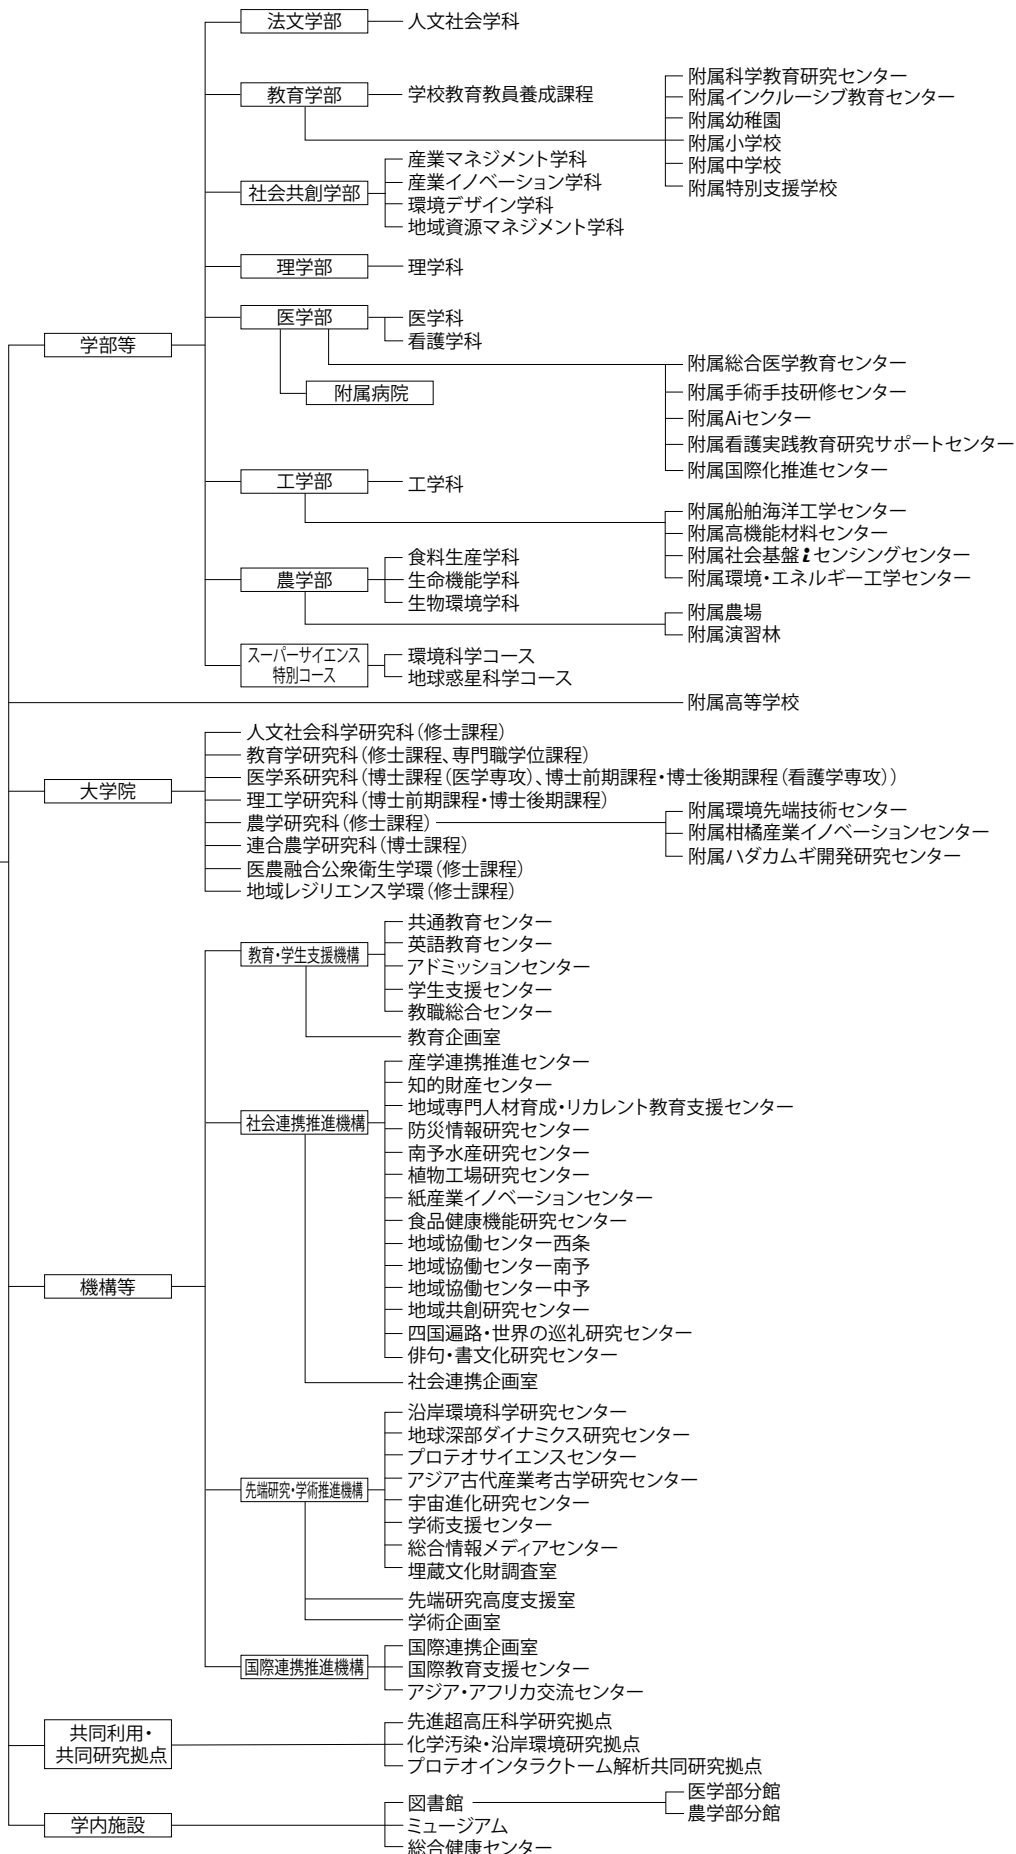 法文学部
人文社会学科
教育学部
学校教育教員養成課程
附属科学教育研究センター
附属インクルーシブ教育センター
附属幼稚園
附属小学校
附属中学校
附属特別支援学校
社会共創学部
産業マネジメント学科
産業イノベーション学科
環境デザイン学科
地域資源マネジメント学科
理学部
理学科
学部等
医学部
医学科
看護学科
附属病院
附属総合医学教育センター
附属手術手技研修センター
附属Aiセンター
附属看護実践教育研究サポートセンター
附属国際化推進センター
工学部
工学科
附属船舶海洋工学センター
附属高機能材料センター
附属社会基盤iセンシングセンター
附属環境・エネルギー工学センター
農学部
食料生産学科
生命機能学科
生物環境学科
附属農場
附属演習林
スーパーサイエンス
特別コース
環境科学コース
地球惑星科学コース
附属高等学校
大学院
人文社会科学研究科（修士課程）
教育学研究科（修士課程、専門職学位課程）
医学系研究科（博士課程（医学専攻）、博士前期課程・博士後期課程（看護学専攻））
理工学研究科（博士前期課程・博士後期課程）
農学研究科（修士課程）
附属環境先端技術センター
附属柑橘産業イノベーションセンター
附属ハダカムギ開発研究センター
連合農学研究科（博士課程）
医農融合公衆衛生学環（修士課程）
地域レジリエンス学環（修士課程）
機構等
教育・学生支援機構
共通教育センター
英語教育センター
アドミッションセンター
学生支援センター
教職総合センター
教育企画室
社会連携推進機構
産学連携推進センター
知的財産センター
地域専門人材育成・リカレント教育支援センター
防災情報研究センター
南予水産研究センター
植物工場研究センター
紙産業イノベーションセンター
食品健康機能研究センター
地域協働センター西条
地域協働センター南予
地域協働センター中予
地域共創研究センター
四国遍路・世界の巡礼研究センター
俳句・書文化研究センター
社会連携企画室
先端研究・学術推進機構
沿岸環境科学研究センター
地球深部ダイナミクス研究センター
プロテオサイエンスセンター
アジア古代産業考古学研究センター
宇宙進化研究センター
学術支援センター
総合情報メディアセンター
埋蔵文化財調査室
先端研究高度支援室
学術企画室
国際連携推進機構
国際連携企画室
国際教育支援センター
アジア・アフリカ交流センター
共同利用・
共同研究拠点
先進超高圧科学研究拠点
化学汚染・沿岸環境研究拠点
プロテオインタラクトーム解析共同研究拠点
学内施設
図書館
医学部分館
農学部分館
ミュージアム
総合健康センター